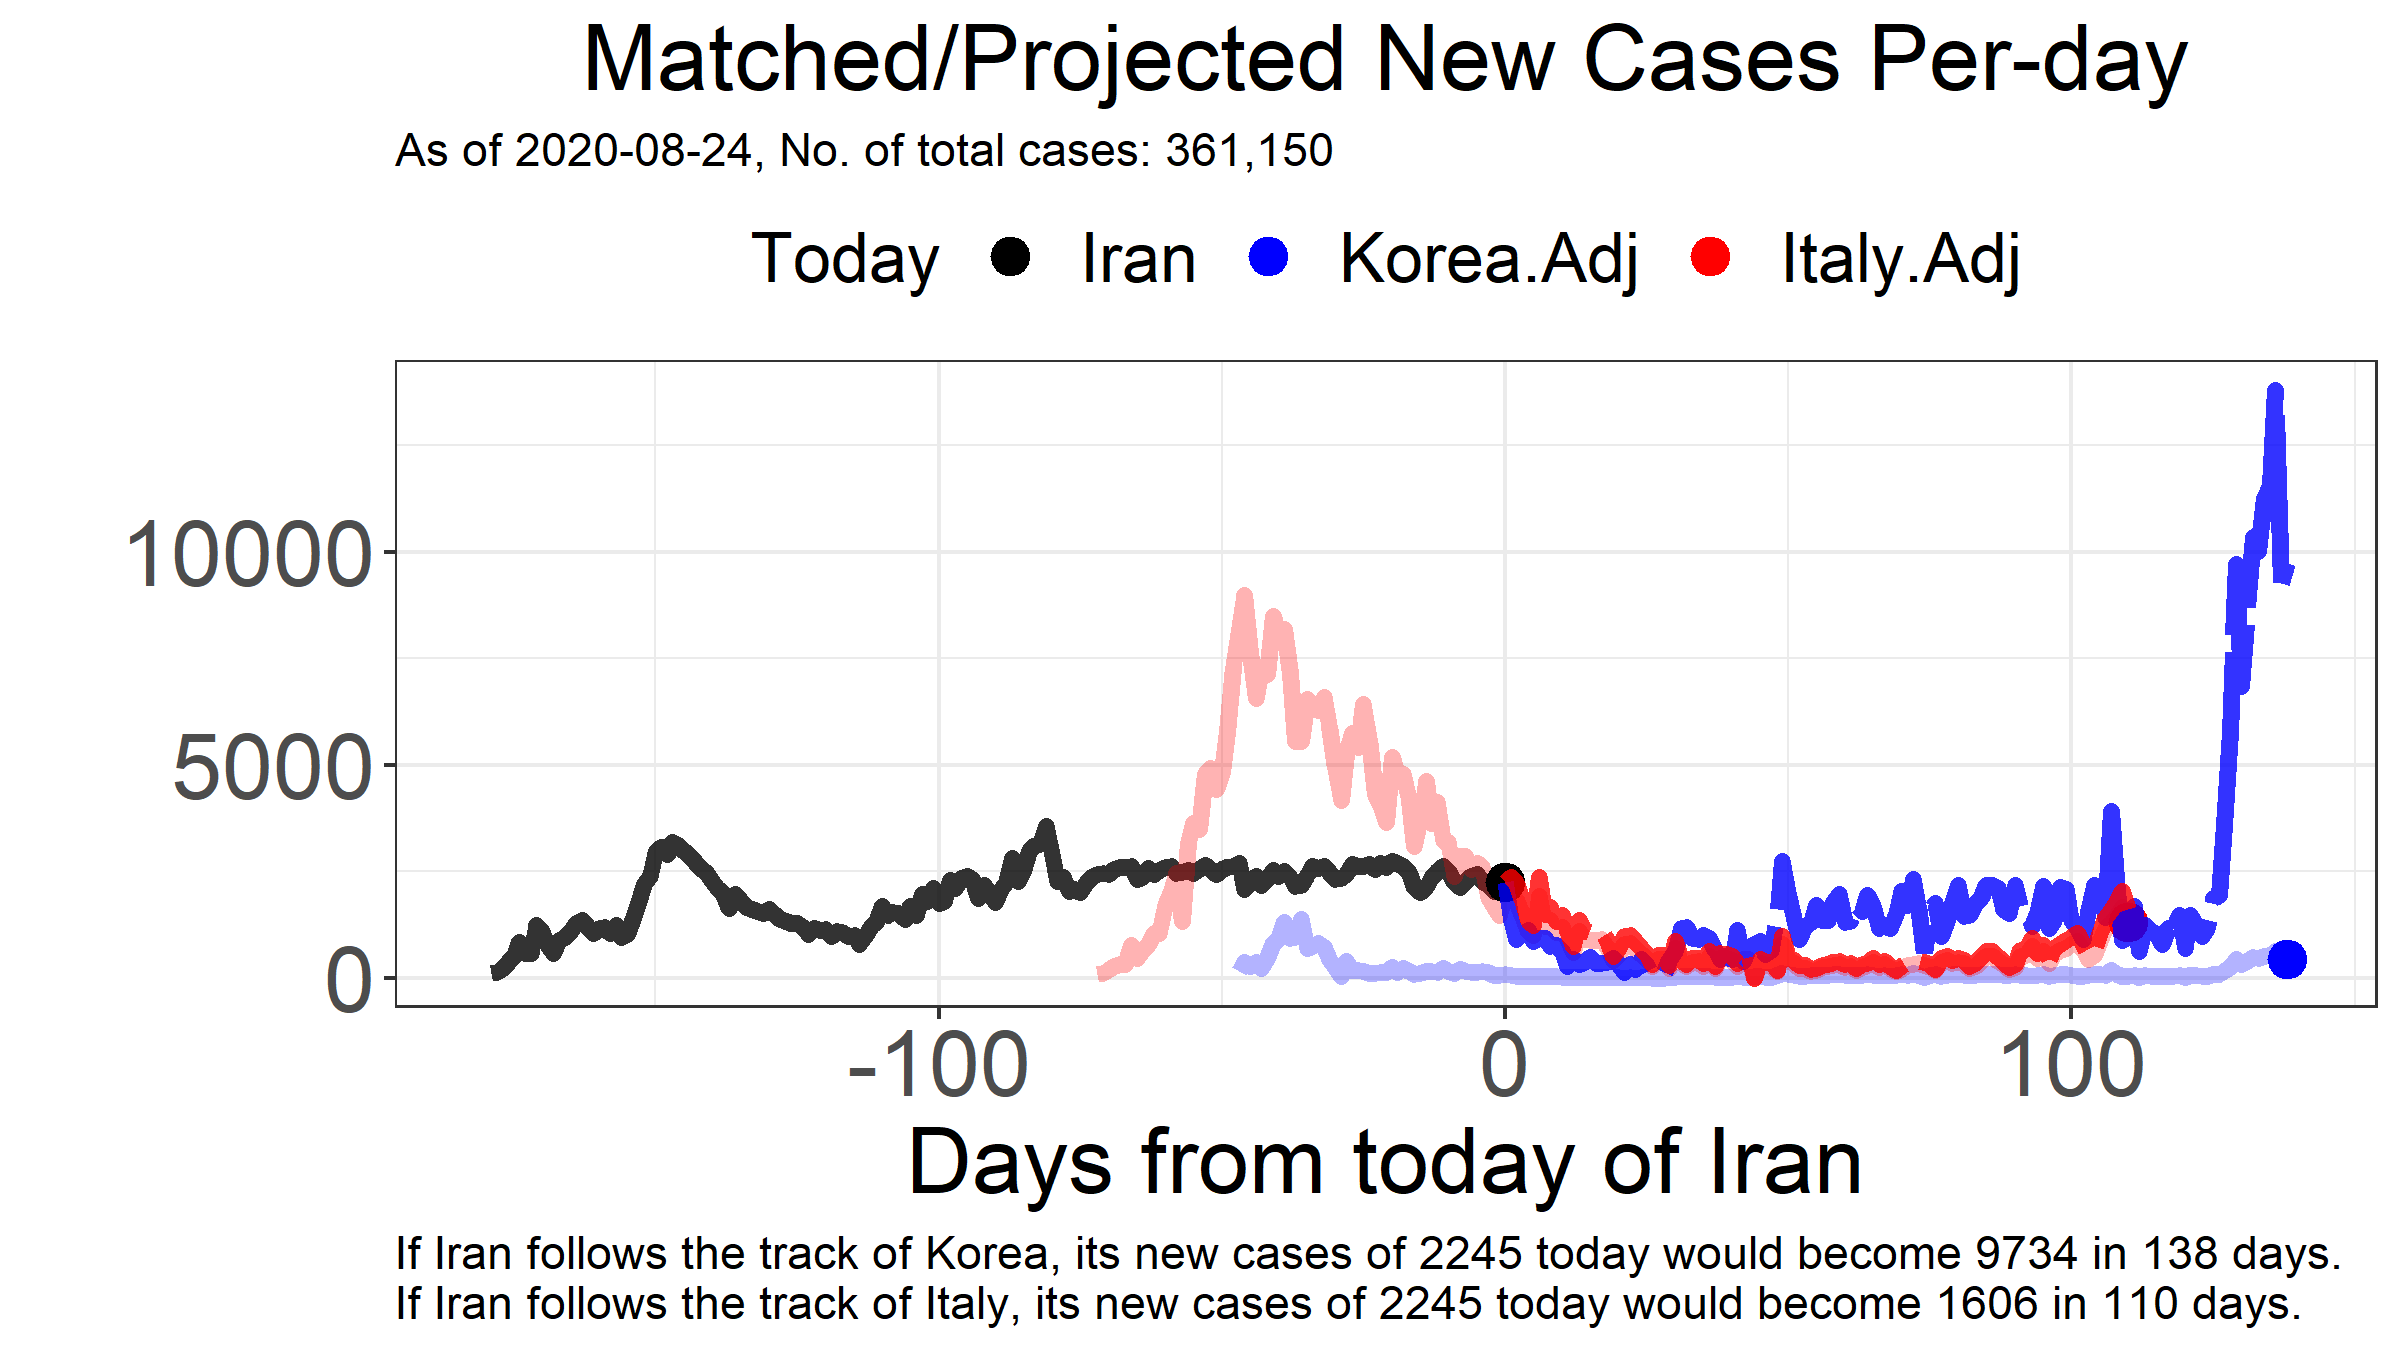 Matched/Projected New Cases Per-day
As of 2020-08-24, No. of total cases: 361,150
Today Iran Korea.Adj Italy.Adj
10000
5000
0
-100 0 100
Days from today of Iran
If Iran follows the track of Korea, its new cases of 2245 today would become 9734 in 138 days.
If Iran follows the track of Italy, its new cases of 2245 today would become 1606 in 110 days.